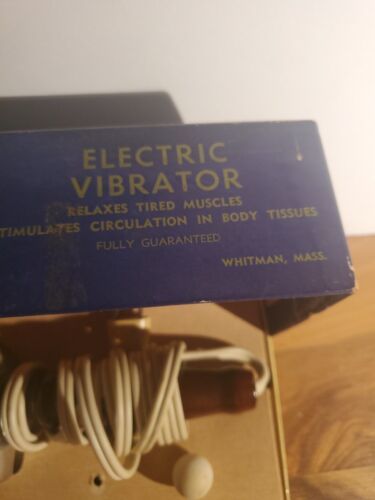 ELECTRIC
VIBRATOR
RELAXES TIRED MUSCLES
STIMULATES CIRCULATION IN BODY TISSUES
FULLY GUARANTEED
WHITMAN, MASS.